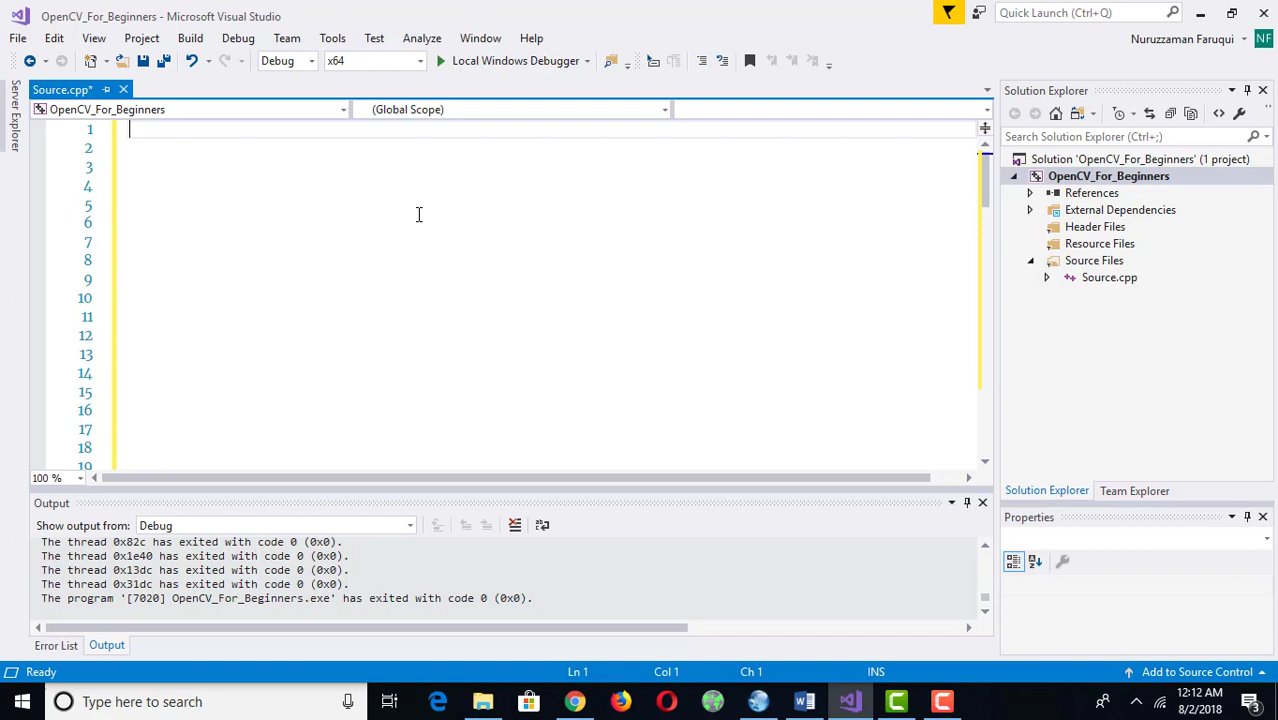 OpenCV_For_Beginners - Microsoft Visual Studio
Quick Launch (Ctrl+Q)
File Edit View Project Build Debug Team Tools Test Analyze Window Help
Nuruzzaman Faruqui NF
Debug x64 Local Windows Debugger
Server Explorer
Source.cpp*
OpenCV_For_Beginners (Global Scope)
1
2
3
4
5
6
7
8
9
10
11
12
13
14
15
16
17
18
19
100 %
Output
Show output from: Debug
The thread 0x82c has exited with code 0 (0x0).
The thread 0x1e40 has exited with code 0 (0x0).
The thread 0x13dc has exited with code 0 (0x0).
The thread 0x31dc has exited with code 0 (0x0).
The program '[7020] OpenCV_For_Beginners.exe' has exited with code 0 (0x0).
Error List Output
Solution Explorer
Search Solution Explorer (Ctrl+;)
Solution 'OpenCV_For_Beginners' (1 project)
OpenCV_For_Beginners
References
External Dependencies
Header Files
Resource Files
Source Files
Source.cpp
Solution Explorer Team Explorer
Properties
Ready Ln 1 Col 1 Ch 1 INS Add to Source Control
Type here to search
12:12 AM
8/2/2018
3